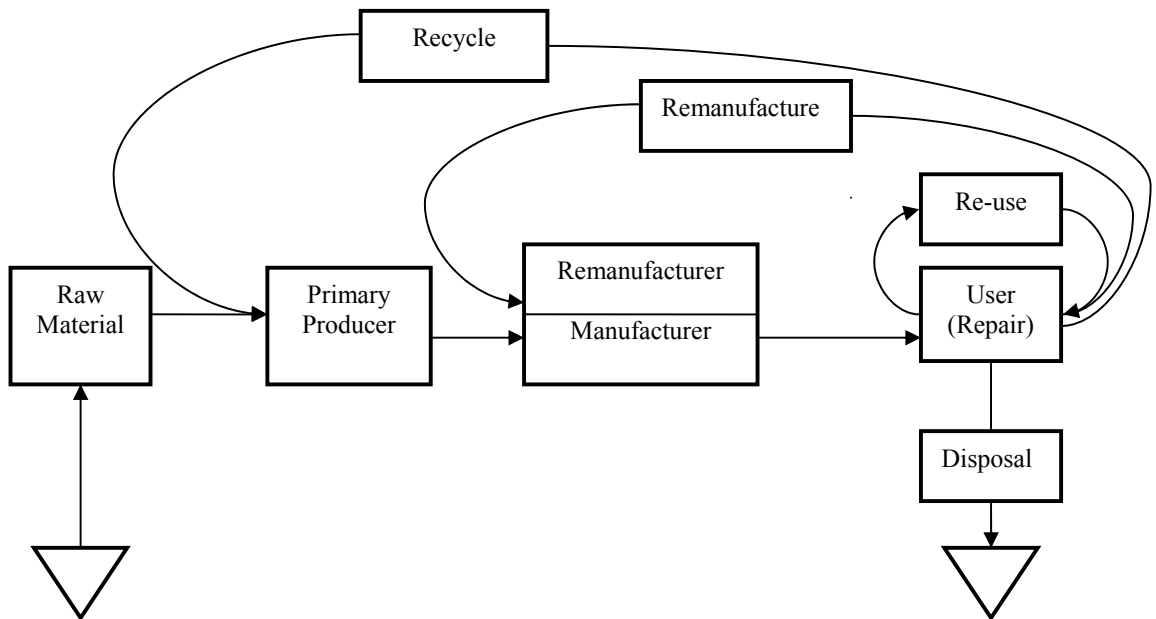 Recycle
Remanufacture
Re-use
Raw
Material
Primary
Producer
Remanufacturer
Manufacturer
User
(Repair)
Disposal